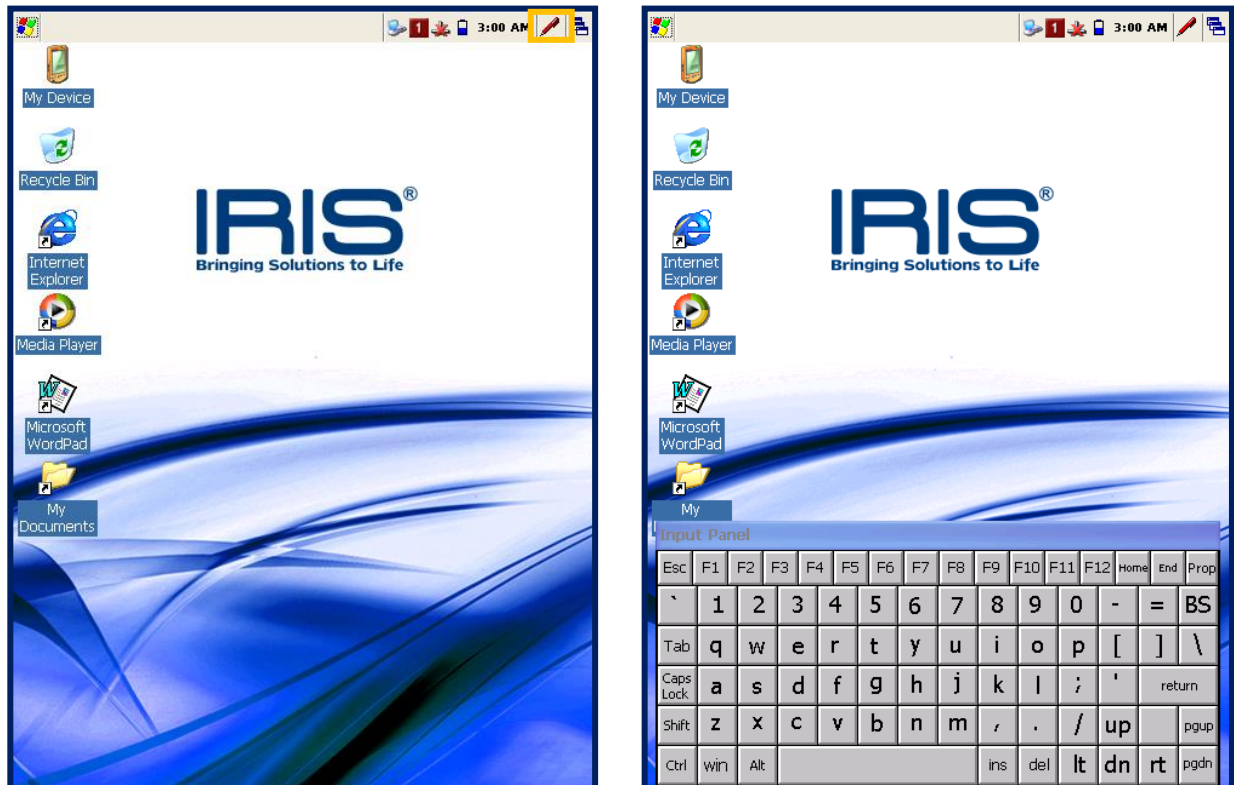 1 3:00 AM
My Device
Recycle Bin
IRIS®
Bringing Solutions to Life
Internet
Explorer
Media Player
Microsoft
WordPad
My
Documents
1 3:00 AM
My Device
Recycle Bin
IRIS®
Bringing Solutions to Life
Internet
Explorer
Media Player
Microsoft
WordPad
My
Input Panel
Esc F1 F2 F3 F4 F5 F6 F7 F8 F9 F10 F11 F12 Home End Prop
` 1 2 3 4 5 6 7 8 9 0 - = BS
Tab q w e r t y u i o p [ ] \
Caps Lock a s d f g h j k l ; ' return
Shift z x c v b n m , . / up pgup
Ctrl win Alt ins del lt dn rt pgdn